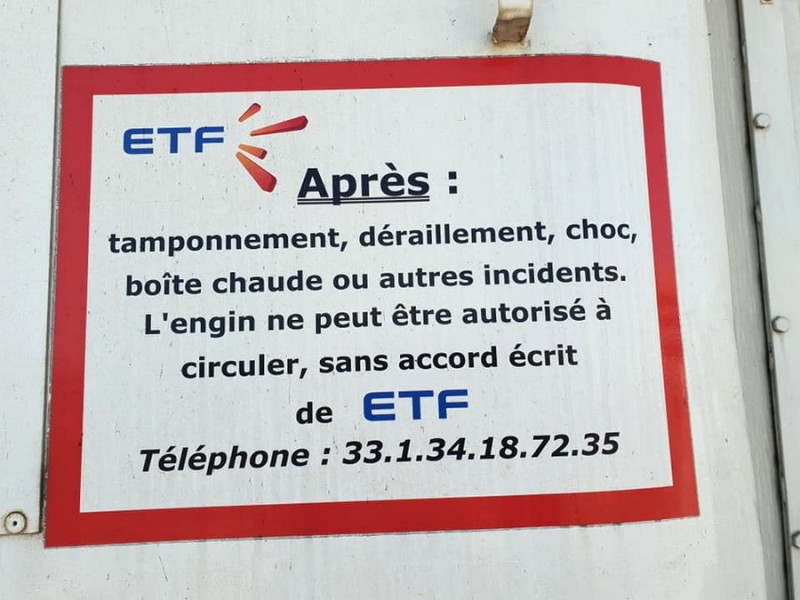 ETF
Après :
tamponnement, déraillement, choc,
boîte chaude ou autres incidents.
L'engin ne peut être autorisé à
circuler, sans accord écrit
de ETF
Téléphone : 33.1.34.18.72.35